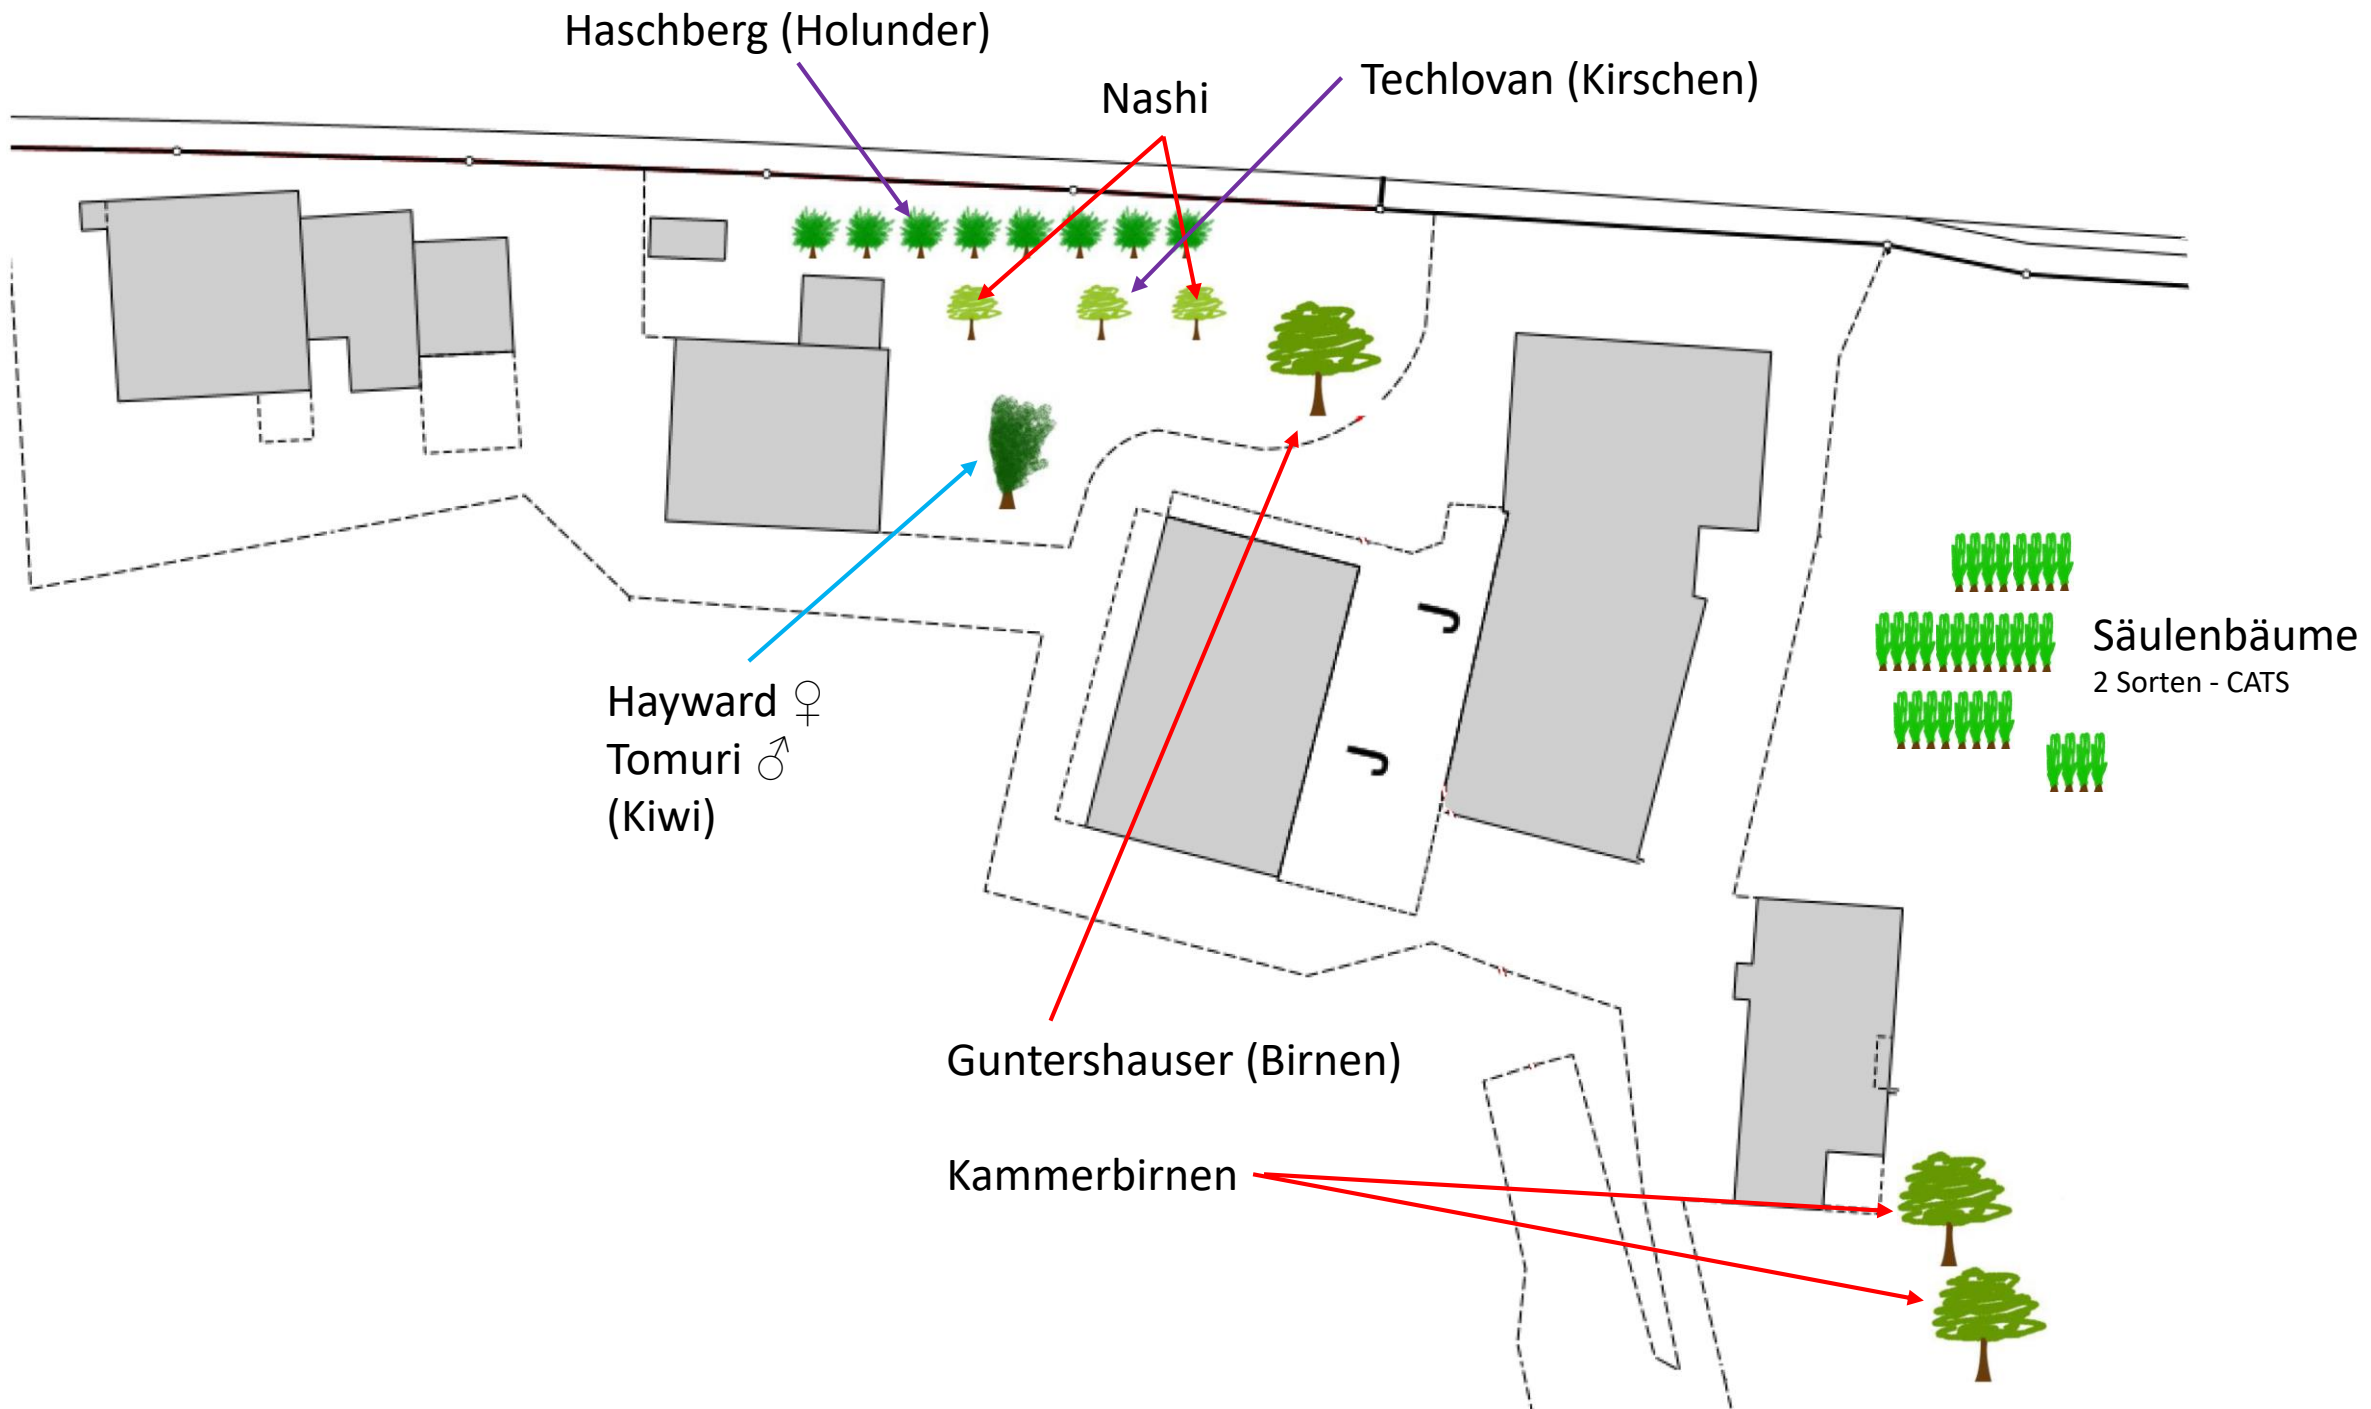 Haschberg (Holunder)
Nashi
Techlovan (Kirschen)
Säulenbäume
2 Sorten - CATS
Hayward ♀
Tomuri ♂
(Kiwi)
Guntershauser (Birnen)
Kammerbirnen